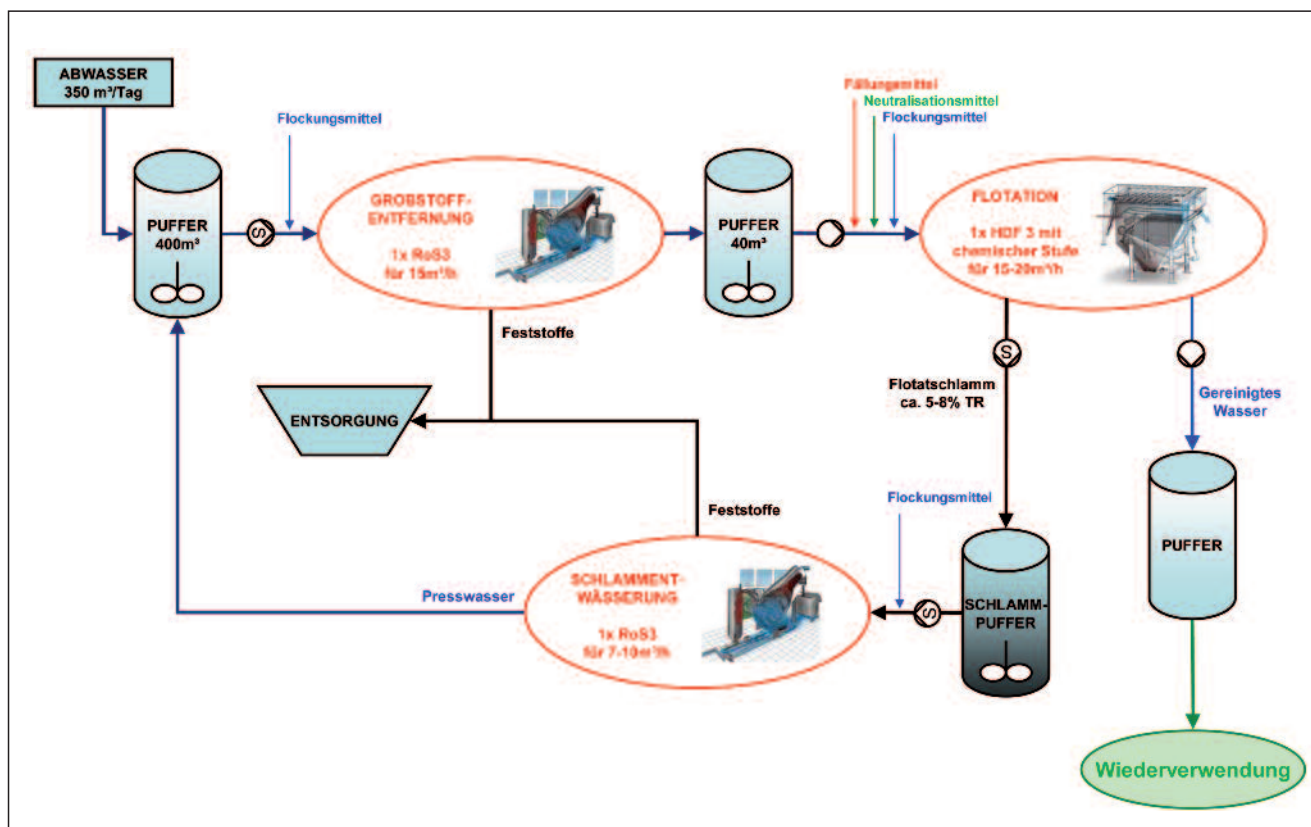 ABWASSER
350 m³/Tag
PUFFER
400m³
S
Flockungsmittel
GROBSTOFF-
ENTFERNUNG
1x RoS3
für 15m³/h
PUFFER
40m³
Fällungsmittel
Neutralisationsmittel
Flockungsmittel
FLOTATION
1x HDF 3 mit
chemischer Stufe
für 15-20m³/h
Feststoffe
ENTSORGUNG
S
Flotatschlamm
ca. 5-8% TR
Gereinigtes
Wasser
PUFFER
Flockungsmittel
S
SCHLAMM-
PUFFER
Feststoffe
SCHLAMMENT-
WÄSSERUNG
1x RoS3
für 7-10m³/h
Presswasser
Wiederverwendung